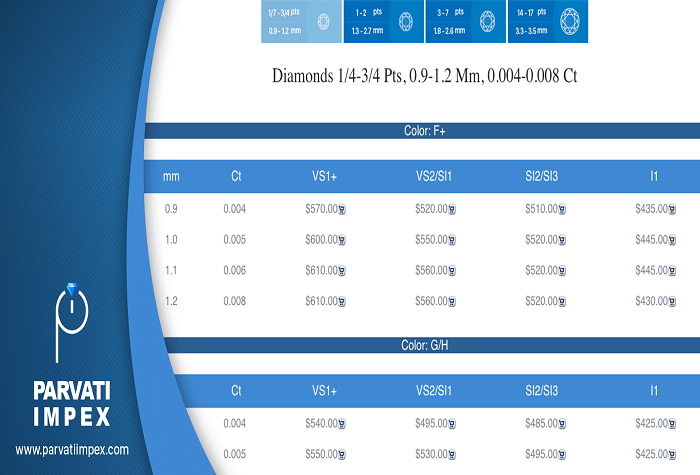 1/7 - 3/4 pts
0.9 - 1.2 mm
1 - 2 pts
1.3 - 2.7 mm
3 - 7 pts
1.8 - 2.6 mm
14 - 17 pts
3.3 - 3.5 mm
Diamonds 1/4-3/4 Pts, 0.9-1.2 Mm, 0.004-0.008 Ct
Color: F+
mm Ct VS1+ VS2/SI1 SI2/SI3 I1
0.9 0.004 $570.00 $520.00 $510.00 $435.00
1.0 0.005 $600.00 $550.00 $520.00 $445.00
1.1 0.006 $610.00 $560.00 $520.00 $445.00
1.2 0.008 $610.00 $560.00 $520.00 $430.00
Color: G/H
Ct VS1+ VS2/SI1 SI2/SI3 I1
0.004 $540.00 $495.00 $485.00 $425.00
0.005 $550.00 $530.00 $495.00 $425.00
PARVATI
IMPEX
www.parvatiimpex.com